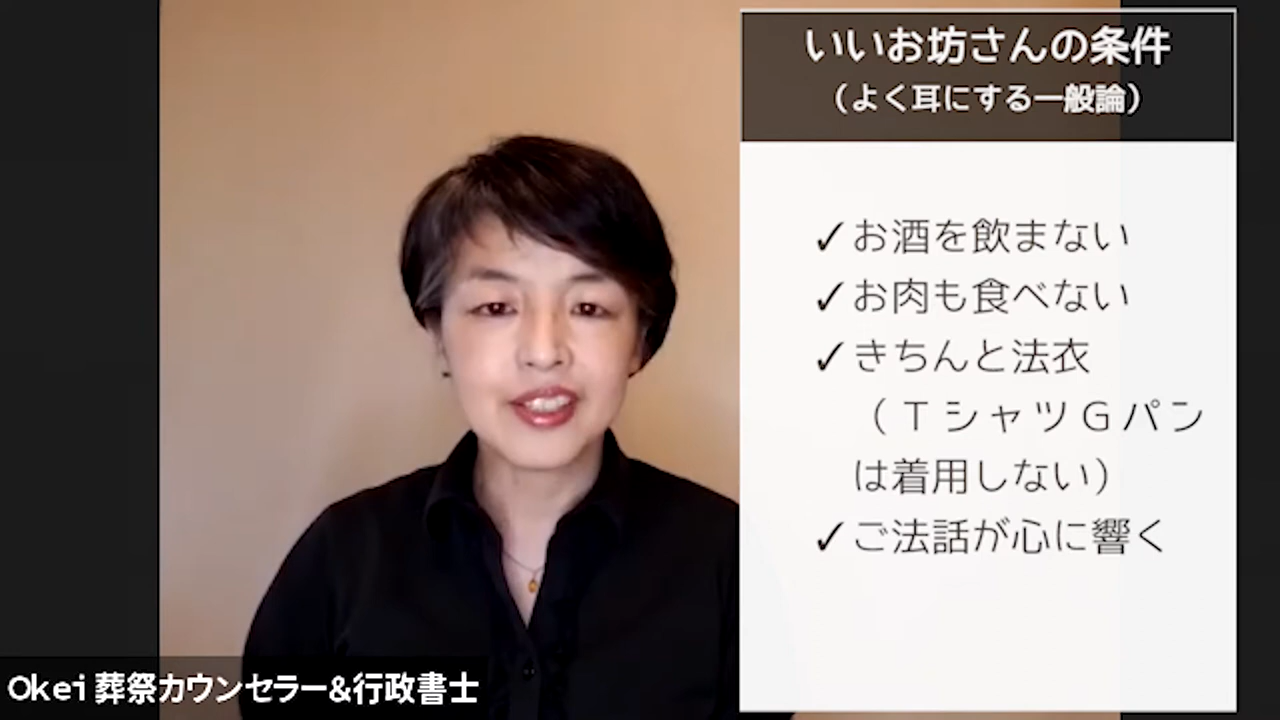 いいお坊さんの条件
（よく耳にする一般論）
✓お酒を飲まない
✓お肉も食べない
✓きちんと法衣
（ＴシャツＧパン
は着用しない）
✓ご法話が心に響く
Okei 葬祭カウンセラー&行政書士